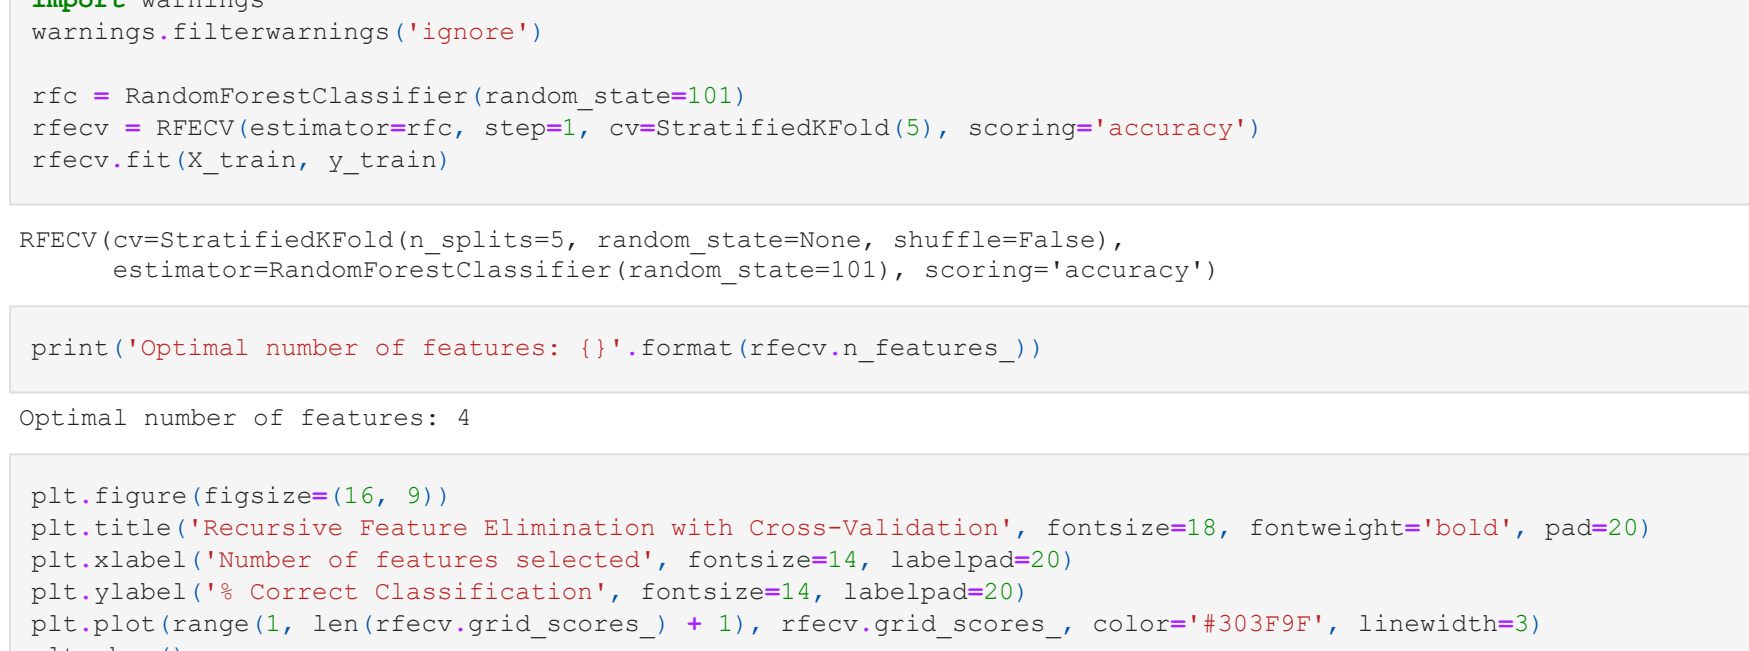 import warnings
warnings.filterwarnings('ignore')
rfc = RandomForestClassifier(random_state=101)
rfecv = RFECV(estimator=rfc, step=1, cv=StratifiedKFold(5), scoring='accuracy')
rfecv.fit(X_train, y_train)
RFECV(cv=StratifiedKFold(n_splits=5, random_state=None, shuffle=False),
      estimator=RandomForestClassifier(random_state=101), scoring='accuracy')
print('Optimal number of features: {}'.format(rfecv.n_features_))
Optimal number of features: 4
plt.figure(figsize=(16, 9))
plt.title('Recursive Feature Elimination with Cross-Validation', fontsize=18, fontweight='bold', pad=20)
plt.xlabel('Number of features selected', fontsize=14, labelpad=20)
plt.ylabel('% Correct Classification', fontsize=14, labelpad=20)
plt.plot(range(1, len(rfecv.grid_scores_) + 1), rfecv.grid_scores_, color='#303F9F', linewidth=3)